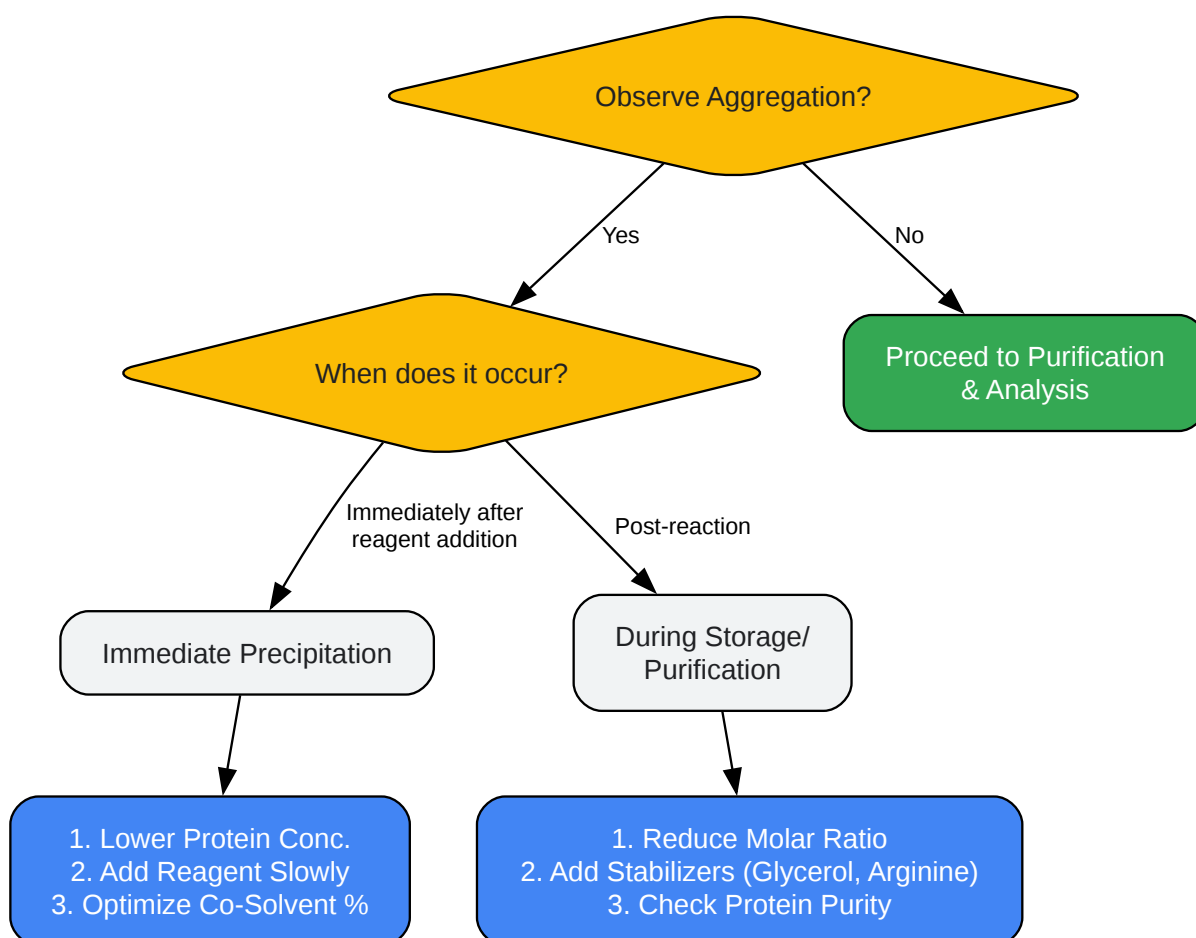 Observe Aggregation?
Yes
No
Proceed to Purification
& Analysis
When does it occur?
Immediately after
reagent addition
Post-reaction
Immediate Precipitation
During Storage/
Purification
1. Lower Protein Conc.
2. Add Reagent Slowly
3. Optimize Co-Solvent %
1. Reduce Molar Ratio
2. Add Stabilizers (Glycerol, Arginine)
3. Check Protein Purity